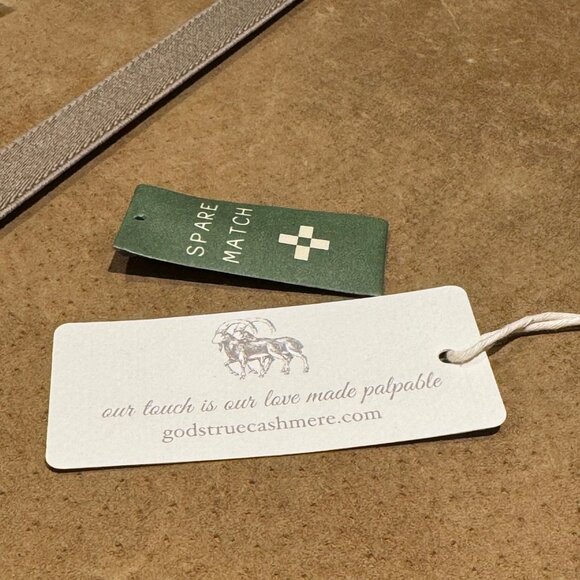 SPARE
MATCH
our touch is our love made palpable
godstruecashmere.com